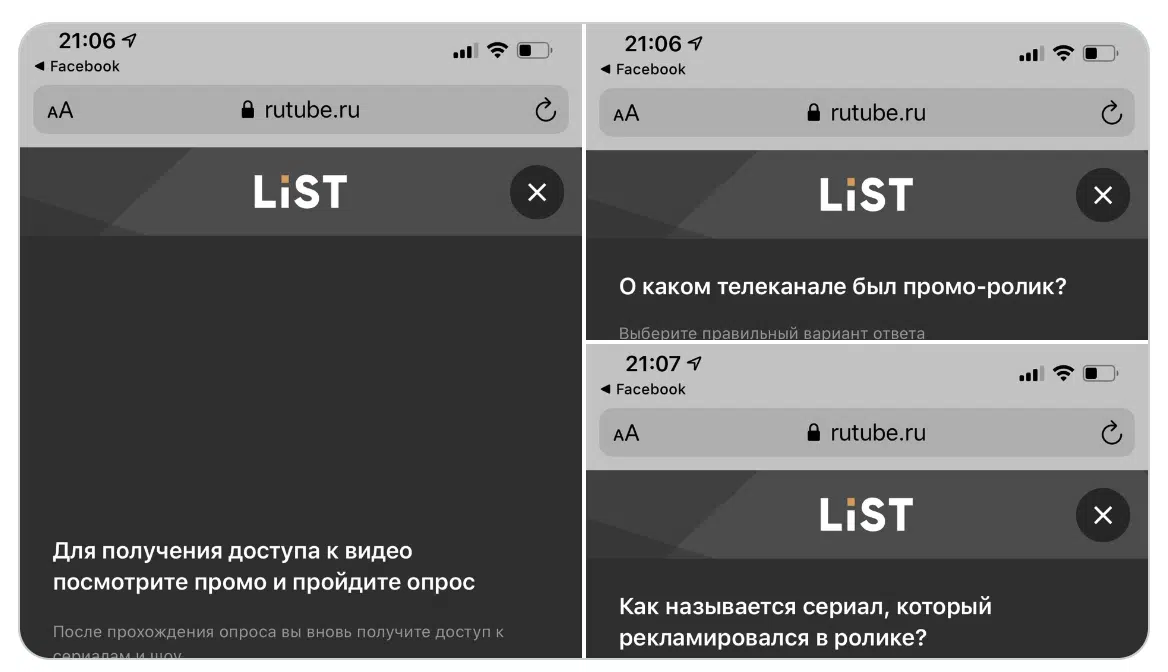 21:06
◀ Facebook
AA rutube.ru
LiST
Для получения доступа к видео
посмотрите промо и пройдите опрос
После прохождения опроса вы вновь получите доступ к
сериалам и шоу
21:06
◀ Facebook
AA rutube.ru
LiST
О каком телеканале был промо-ролик?
Выберите правильный вариант ответа
21:07
◀ Facebook
AA rutube.ru
LiST
Как называется сериал, который
рекламировался в ролике?